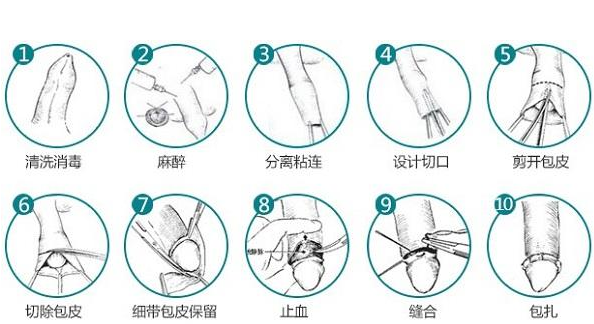 1
清洗消毒
2
麻醉
3
分离粘连
4
设计切口
5
剪开包皮
6
切除包皮
7
细带包皮保留
8
止血
9
缝合
10
包扎